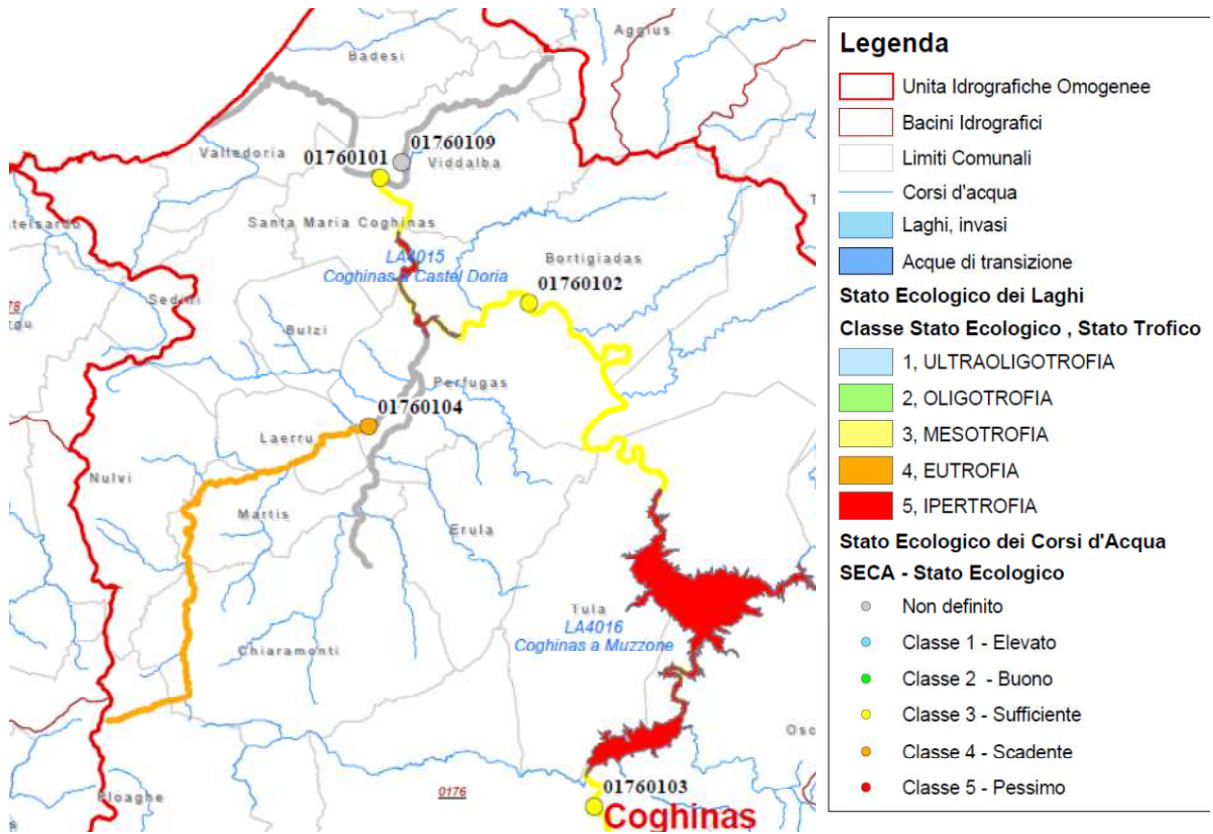 Aggius
Badesi
01760109
Valledoria
01760101
Viddalba
Santa Maria Coghinas
LA4015
Coghinas a Castel Doria
Bortigiadas
01760102
Sedini
78
Bulzi
Perfugas
01760104
Laerru
Nulvi
Martis
Erula
Tula
LA4016
Coghinas a Muzzone
Chiaramonti
Ploaghe
0176
01760103
Coghinas
Legenda
Unita Idrografiche Omogenee
Bacini Idrografici
Limiti Comunali
Corsi d'acqua
Laghi, invasi
Acque di transizione
Stato Ecologico dei Laghi
Classe Stato Ecologico , Stato Trofico
1, ULTRAOLIGOTROFIA
2, OLIGOTROFIA
3, MESOTROFIA
4, EUTROFIA
5, IPERTROFIA
Stato Ecologico dei Corsi d'Acqua
SECA - Stato Ecologico
Non definito
Classe 1 - Elevato
Classe 2 - Buono
Classe 3 - Sufficiente
Classe 4 - Scadente
Classe 5 - Pessimo